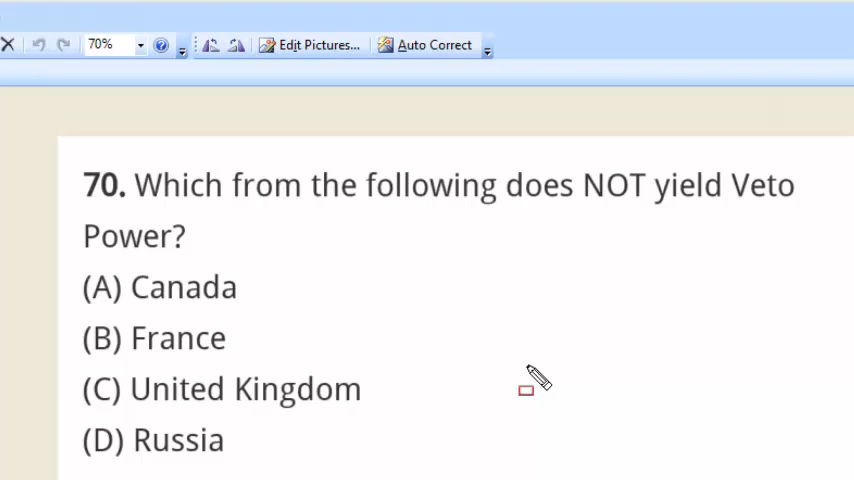 70% Edit Pictures... Auto Correct
70. Which from the following does NOT yield Veto
Power?
(A) Canada
(B) France
(C) United Kingdom
(D) Russia